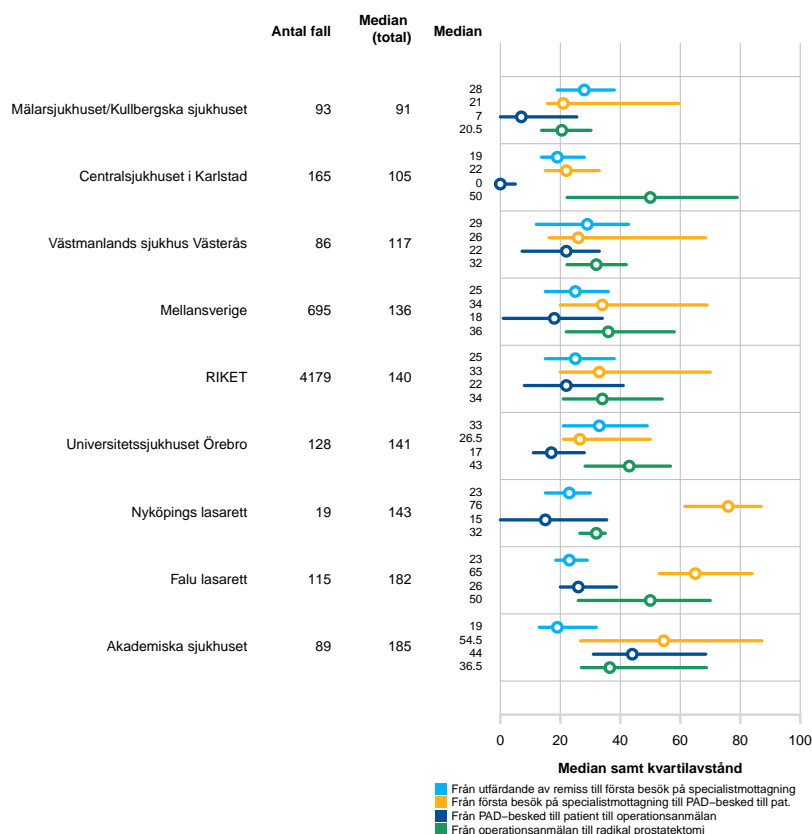 Antal fall Median (total) Median
28
21
Mälarsjukhuset/Kullbergska sjukhuset 93 91
7
20.5
19
22
Centralsjukhuset i Karlstad 165 105
0
50
29
26
Västmanlands sjukhus Västerås 86 117
22
32
25
34
Mellansverige 695 136
18
36
25
33
RIKET 4179 140
22
34
33
26.5
Universitetssjukhuset Örebro 128 141
17
43
23
76
Nyköpings lasarett 19 143
15
32
23
65
Falu lasarett 115 182
26
50
19
54.5
Akademiska sjukhuset 89 185
44
36.5
0 20 40 60 80 100
Median samt kvartilavstånd
Från utfärdande av remiss till första besök på specialistmottagning
Från första besök på specialistmottagning till PAD−besked till pat.
Från PAD−besked till patient till operationsanmälan
Från operationsanmälan till radikal prostatektomi